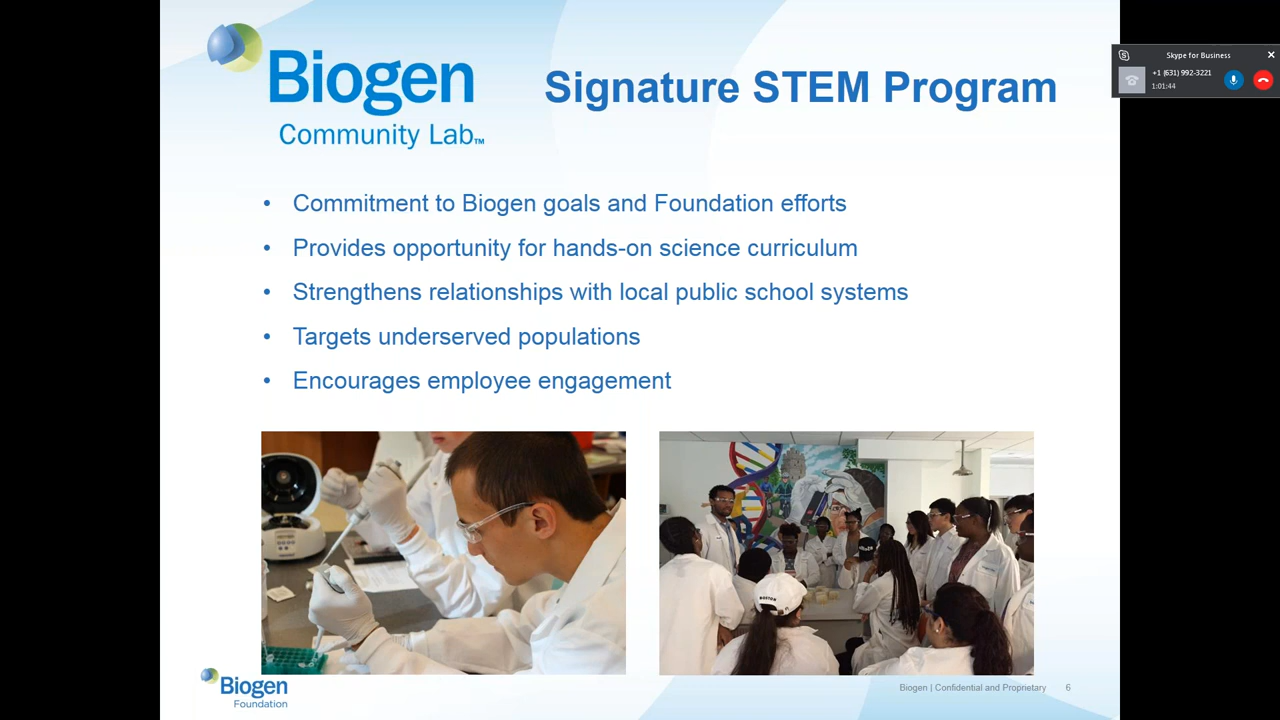 Biogen
Community Lab™
Signature STEM Program
Skype for Business
+1 (631) 992-3221
1:01:44
• Commitment to Biogen goals and Foundation efforts
• Provides opportunity for hands-on science curriculum
• Strengthens relationships with local public school systems
• Targets underserved populations
• Encourages employee engagement
BOSTON
Biogen
Foundation
Biogen | Confidential and Proprietary 6